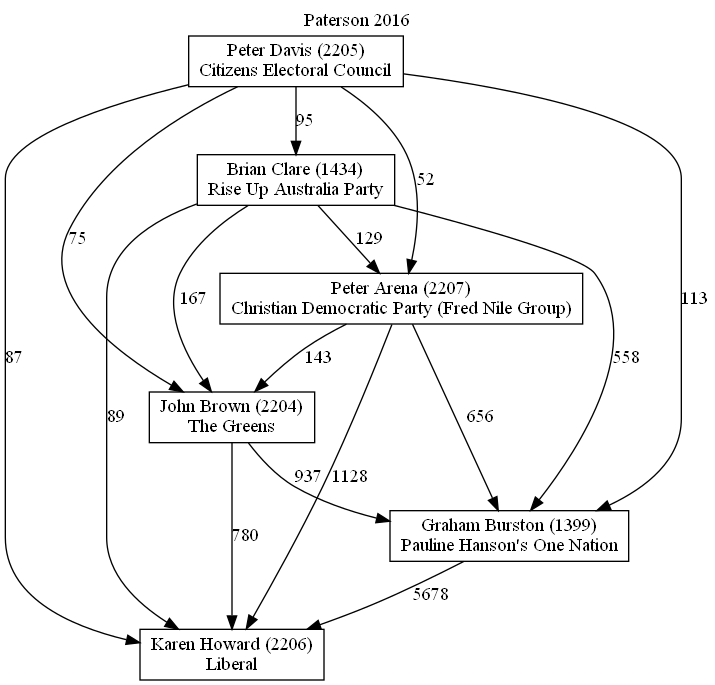 Paterson 2016
Peter Davis (2205)
Citizens Electoral Council
95
Brian Clare (1434)
Rise Up Australia Party
52
75
129
167
113
Peter Arena (2207)
Christian Democratic Party (Fred Nile Group)
87
143
558
John Brown (2204)
The Greens
89
656
937
1128
780
Graham Burston (1399)
Pauline Hanson's One Nation
5678
Karen Howard (2206)
Liberal